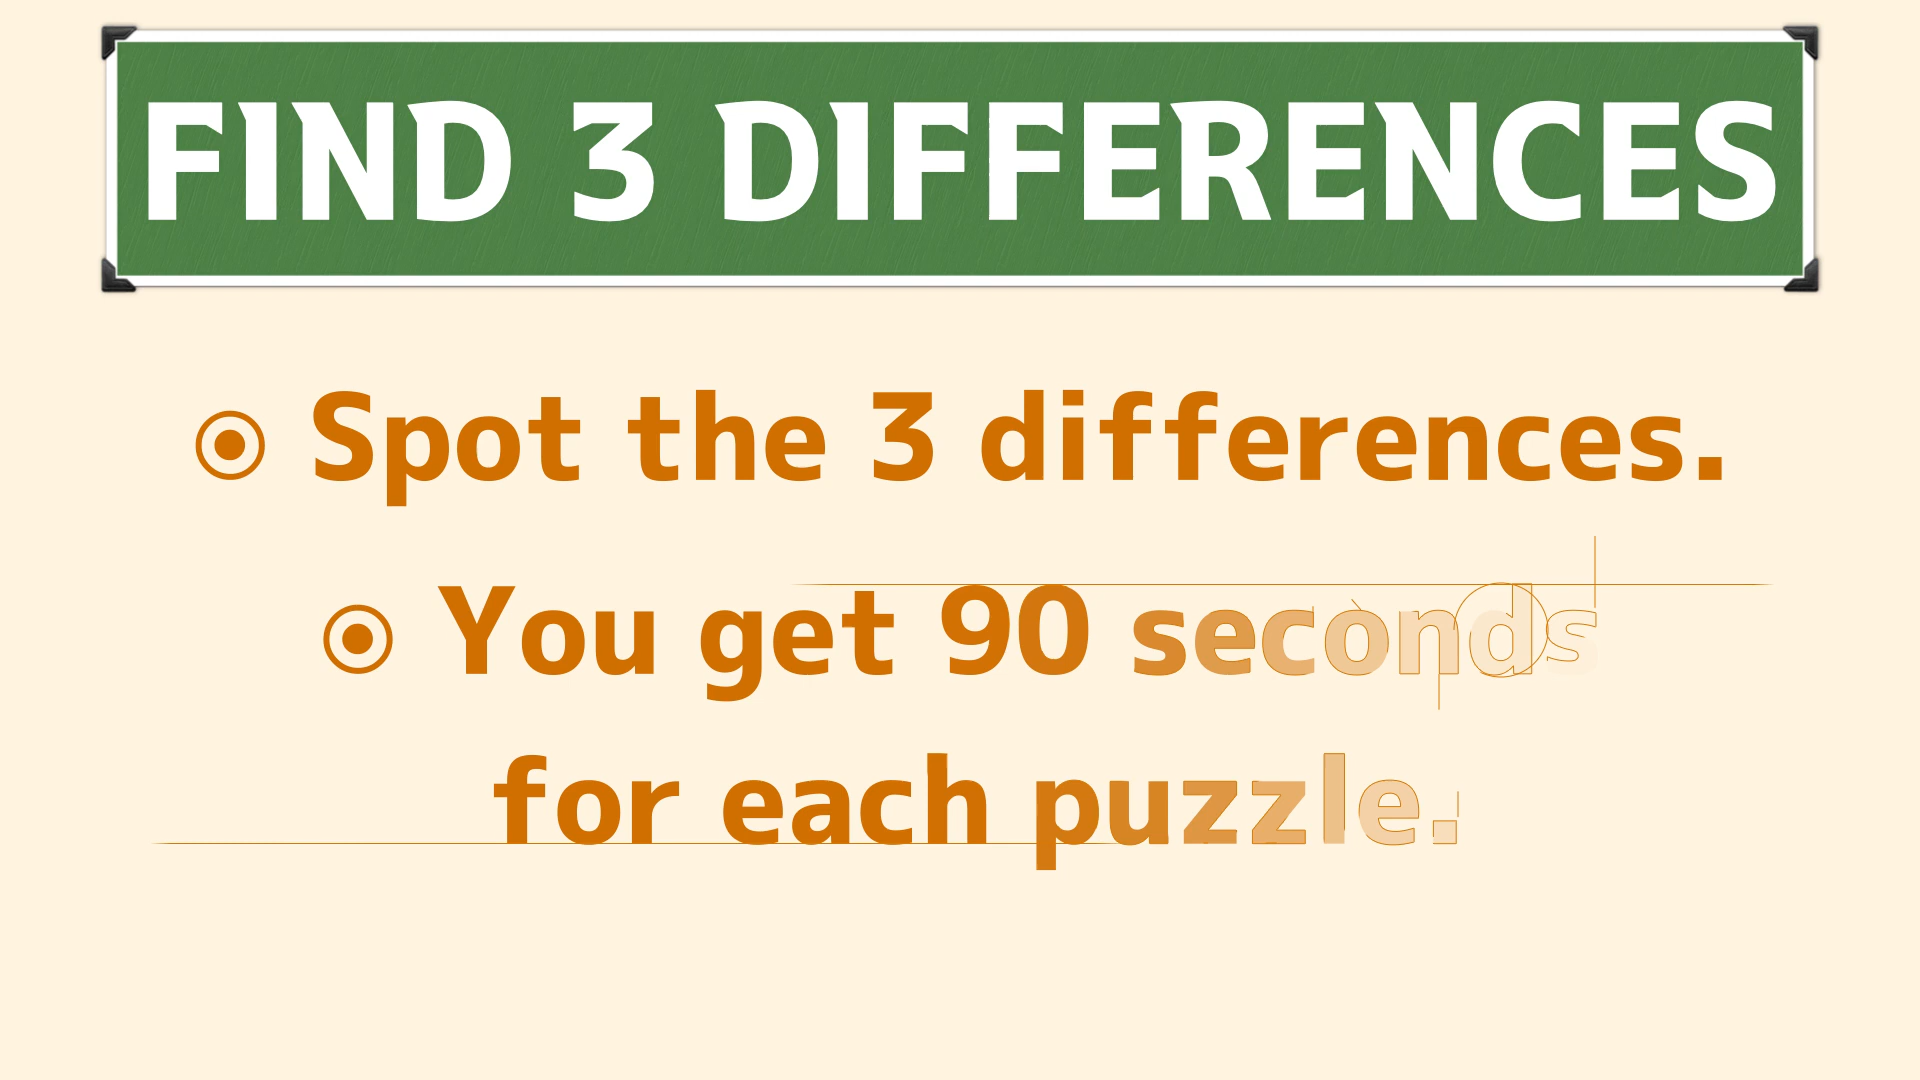 FIND 3 DIFFERENCES
⦿ Spot the 3 differences.
⦿ You get 90 seconds
for each puzzle.